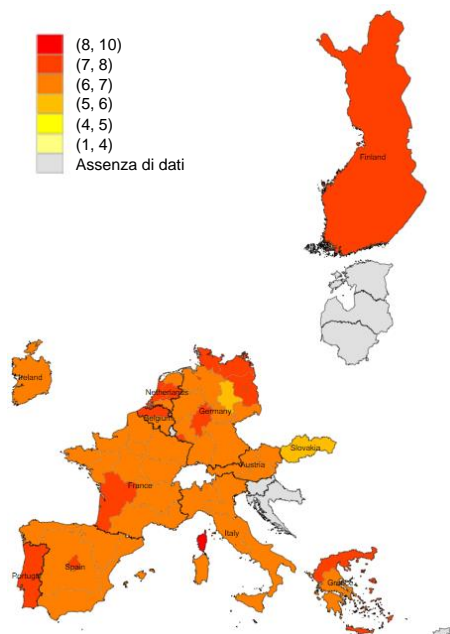 (8, 10)
(7, 8)
(6, 7)
(5, 6)
(4, 5)
(1, 4)
Assenza di dati
Finland
Ireland
Netherlands
Belgium
Germany
Slovakia
Austria
France
Italy
Portugal
Spain
Greece